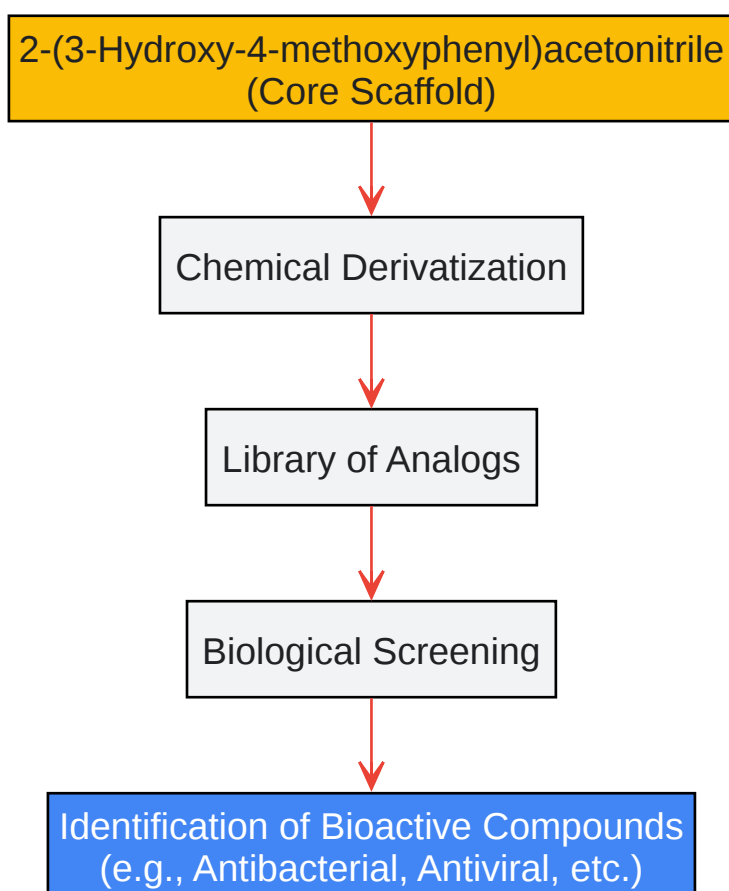 2-(3-Hydroxy-4-methoxyphenyl)acetonitrile
(Core Scaffold)
Chemical Derivatization
Library of Analogs
Biological Screening
Identification of Bioactive Compounds
(e.g., Antibacterial, Antiviral, etc.)